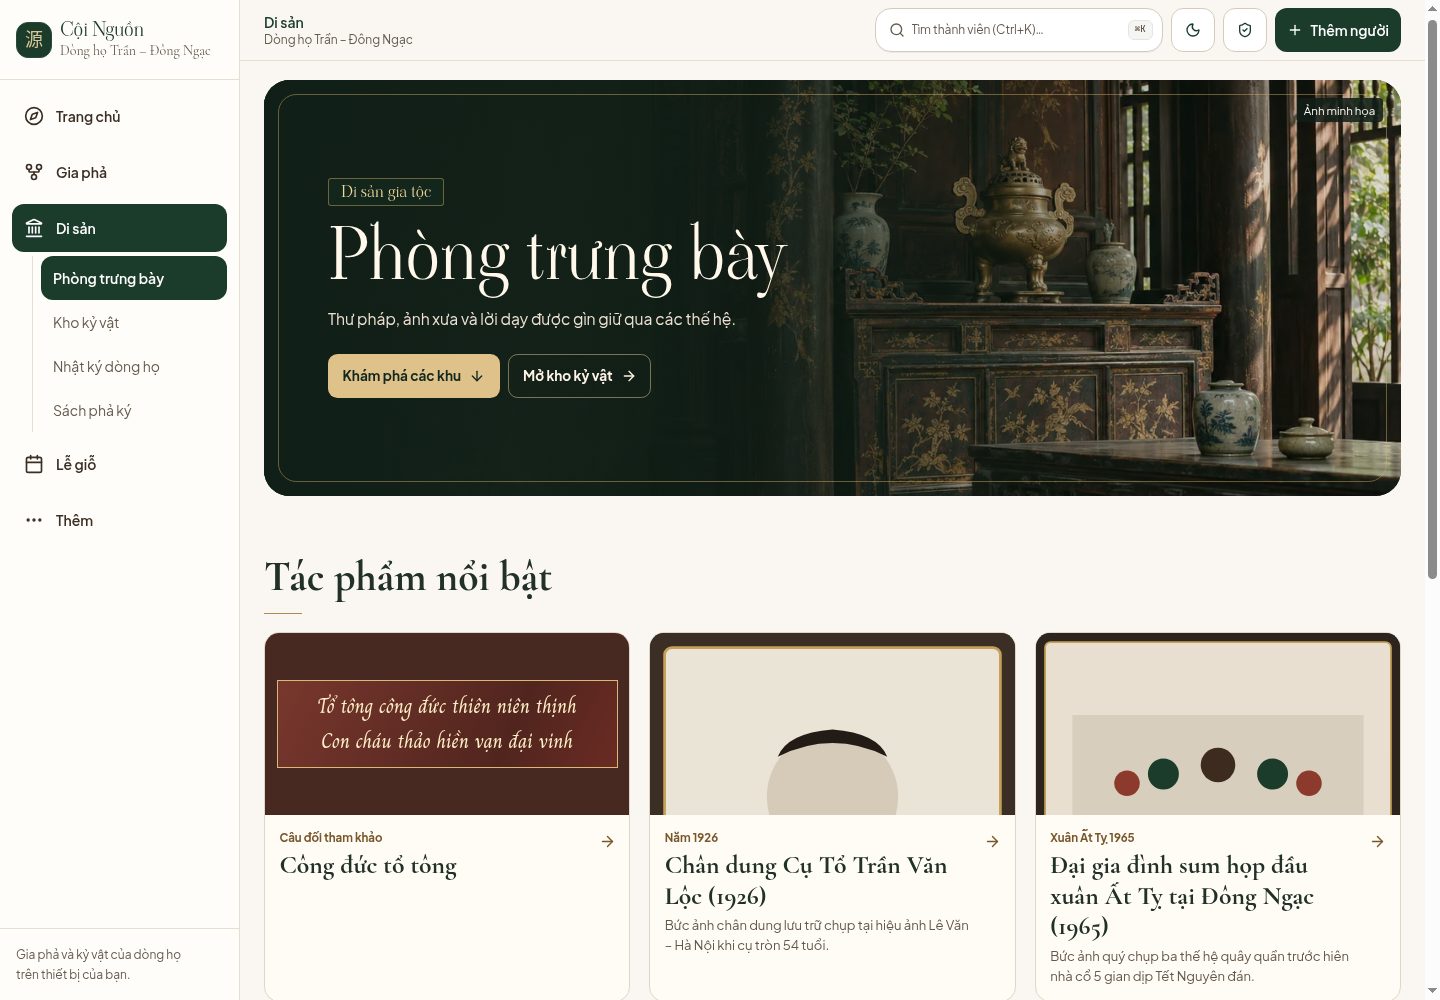 源
Cội Nguồn
Dòng họ Trần – Đông Ngạc
Trang chủ
Gia phả
Di sản
Phòng trưng bày
Kho kỷ vật
Nhật ký dòng họ
Sách phả ký
Lễ giỗ
Thêm
Gia phả và kỷ vật của dòng họ
trên thiết bị của bạn.
Di sản
Dòng họ Trần – Đông Ngạc
Tìm thành viên (Ctrl+K)...
⌘K
Thêm người
Ảnh minh họa
Di sản gia tộc
Phòng trưng bày
Thư pháp, ảnh xưa và lời dạy được gìn giữ qua các thế hệ.
Khám phá các khu
Mở kho kỷ vật
Tác phẩm nổi bật
Tổ tông công đức thiên niên thịnh
Con cháu thảo hiền vạn đại vinh
Câu đối tham khảo
Công đức tổ tông
Năm 1926
Chân dung Cụ Tổ Trần Văn
Lộc (1926)
Bức ảnh chân dung lưu trữ chụp tại hiệu ảnh Lê Văn
– Hà Nội khi cụ tròn 54 tuổi.
Xuân Ất Tỵ 1965
Đại gia đình sum họp đầu
xuân Ất Tỵ tại Đông Ngạc
(1965)
Bức ảnh quý chụp ba thế hệ quây quần trước hiên
nhà cổ 5 gian dịp Tết Nguyên đán.